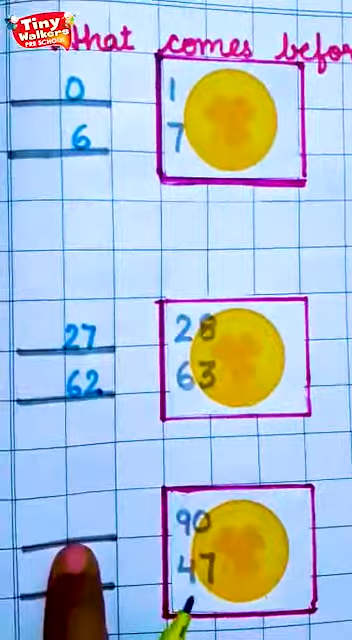 Tiny
Walkers
PRE SCHOOL
what comes befor
0 1
6 7
27 28
62 63
90
47